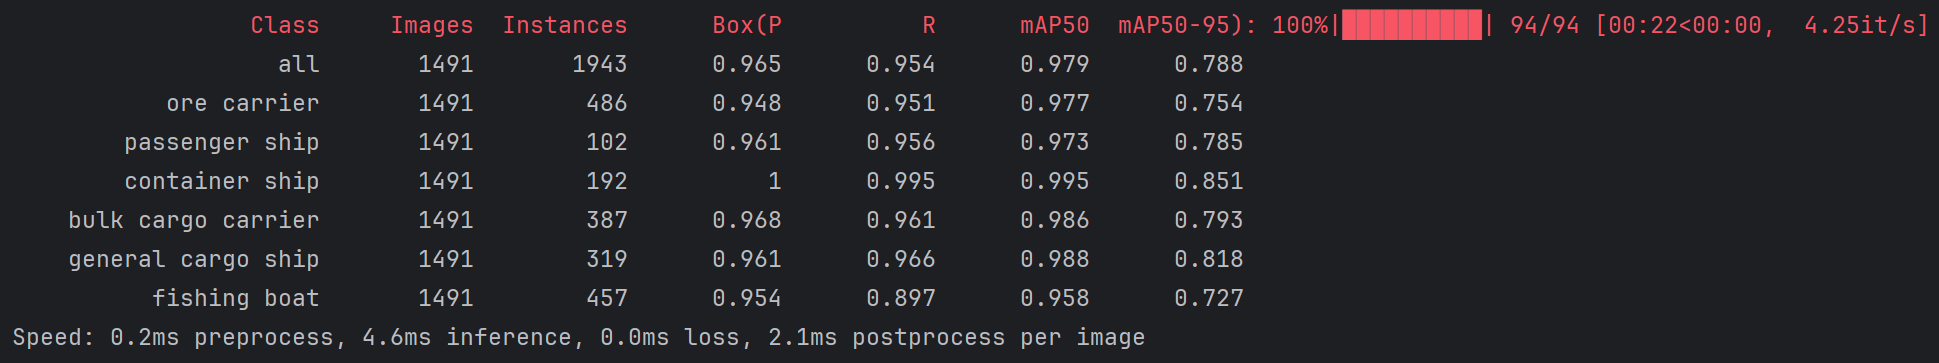 Class Images Instances Box(P R mAP50 mAP50-95): 100%|██████████| 94/94 [00:22<00:00, 4.25it/s]
all 1491 1943 0.965 0.954 0.979 0.788
ore carrier 1491 486 0.948 0.951 0.977 0.754
passenger ship 1491 102 0.961 0.956 0.973 0.785
container ship 1491 192 1 0.995 0.995 0.851
bulk cargo carrier 1491 387 0.968 0.961 0.986 0.793
general cargo ship 1491 319 0.961 0.966 0.988 0.818
fishing boat 1491 457 0.954 0.897 0.958 0.727
Speed: 0.2ms preprocess, 4.6ms inference, 0.0ms loss, 2.1ms postprocess per image